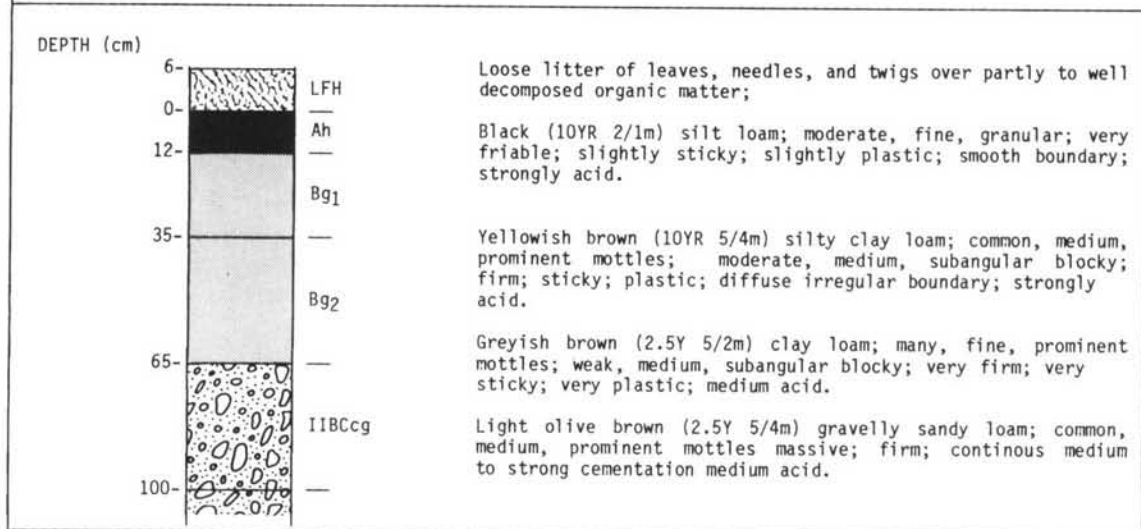 DEPTH (cm)
6-
LFH
0-
Ah
12-
Bg1
35-
Bg2
65-
IIBCcg
100-
Loose litter of leaves, needles, and twigs over partly to well
decomposed organic matter;
Black (10YR 2/1m) silt loam; moderate, fine, granular; very
friable; slightly sticky; slightly plastic; smooth boundary;
strongly acid.
Yellowish brown (10YR 5/4m) silty clay loam; common, medium,
prominent mottles; moderate, medium, subangular blocky;
firm; sticky; plastic; diffuse irregular boundary; strongly
acid.
Greyish brown (2.5Y 5/2m) clay loam; many, fine, prominent
mottles; weak, medium, subangular blocky; very firm; very
sticky; very plastic; medium acid.
Light olive brown (2.5Y 5/4m) gravelly sandy loam; common,
medium, prominent mottles massive; firm; continous medium
to strong cementation medium acid.